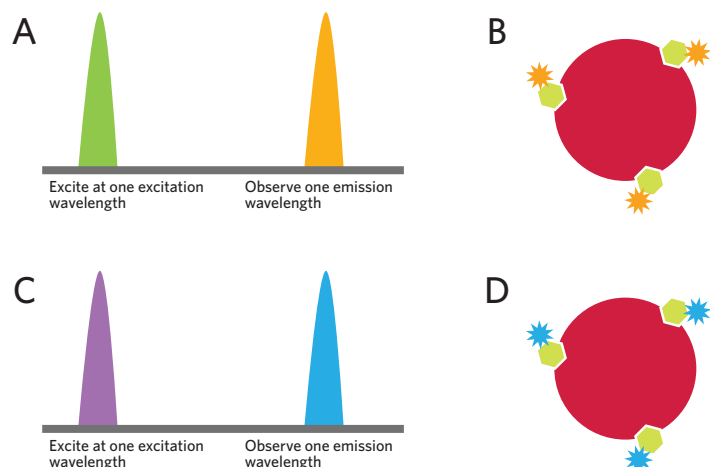 A
B
Excite at one excitation
wavelength
Observe one emission
wavelength
C
D
Excite at one excitation
wavelength
Observe one emission
wavelength